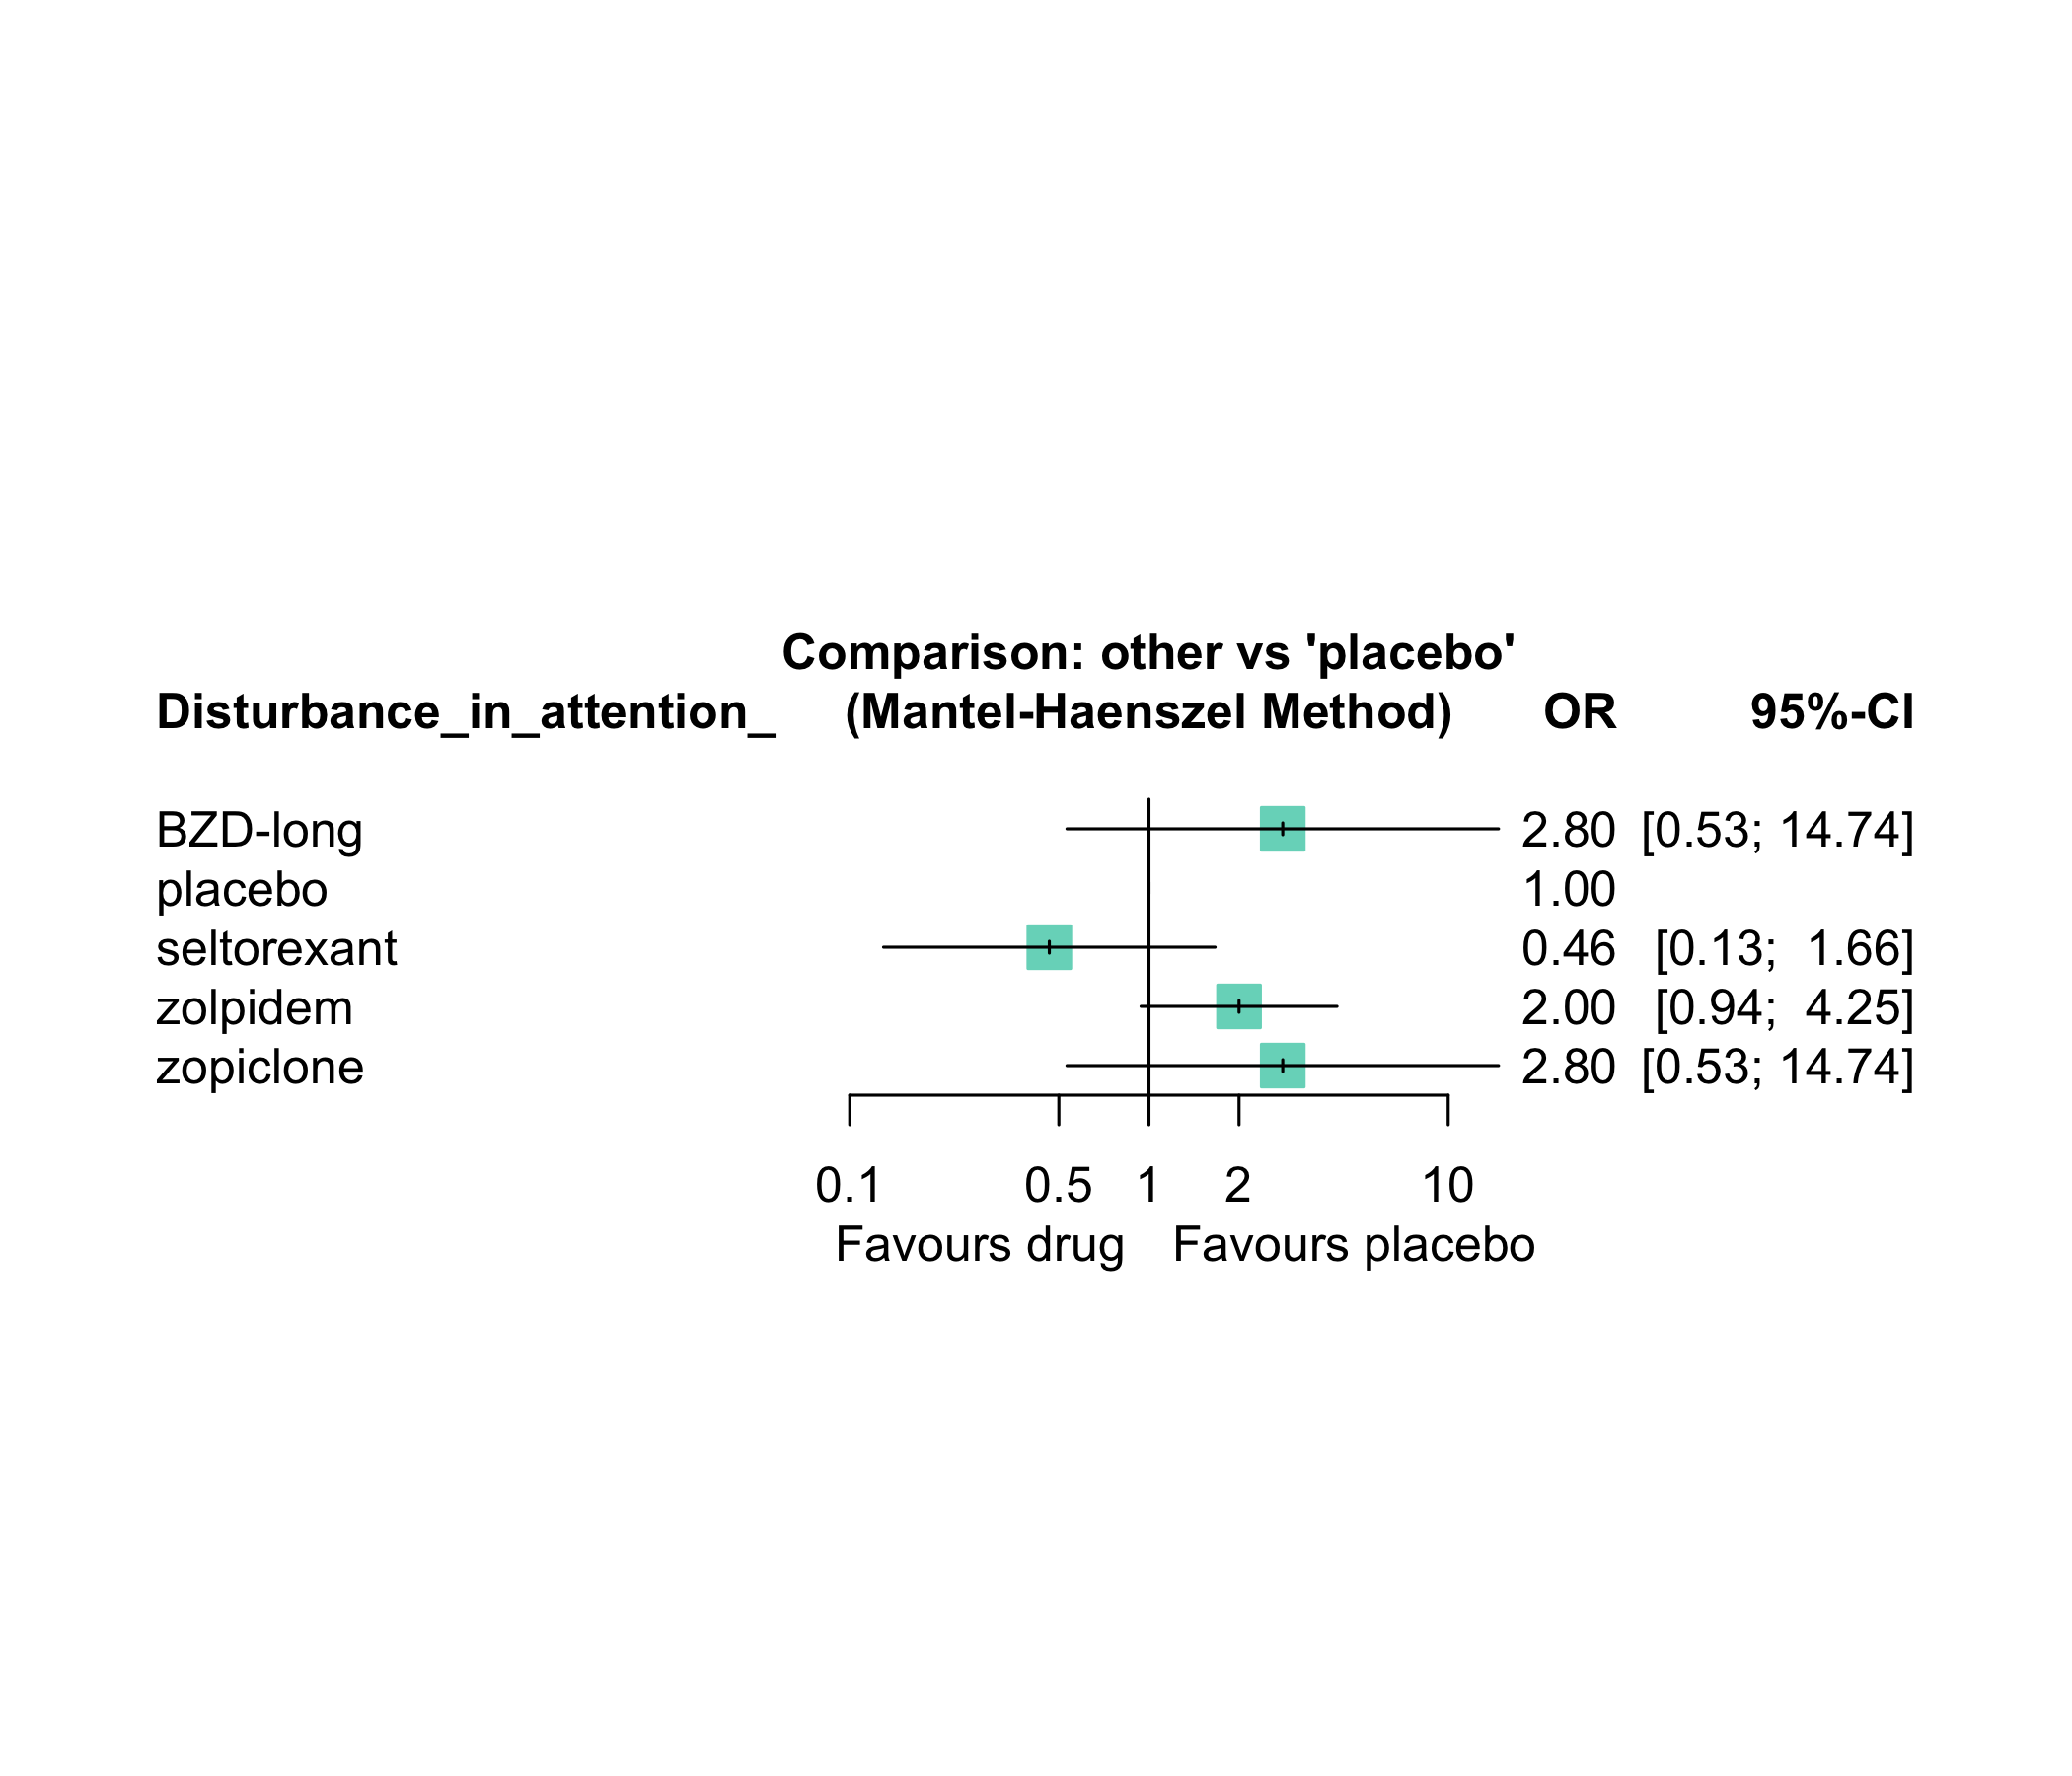 Comparison: other vs 'placebo'
Disturbance_in_attention_ (Mantel-Haenszel Method) OR 95%-CI
BZD-long 2.80 [0.53; 14.74]
placebo 1.00
seltorexant 0.46 [0.13; 1.66]
zolpidem 2.00 [0.94; 4.25]
zopiclone 2.80 [0.53; 14.74]
0.1 0.5 1 2 10
Favours drug Favours placebo